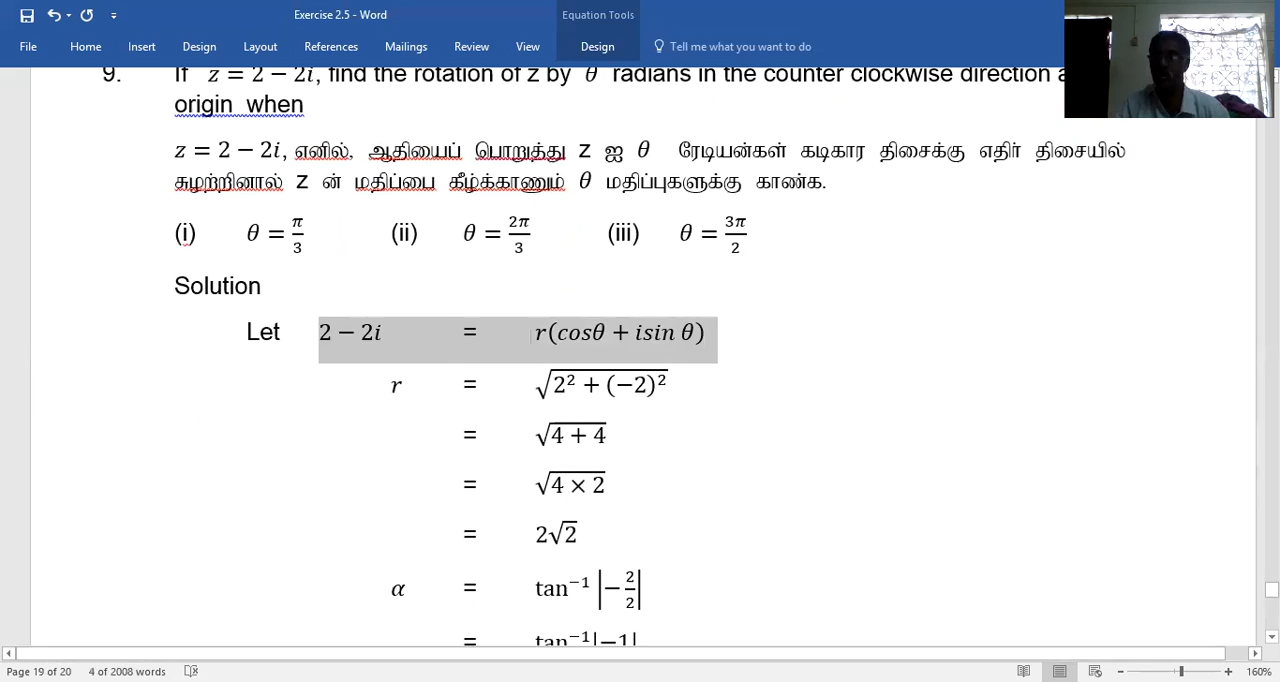 Exercise 2.5 - Word
Equation Tools
File Home Insert Design Layout References Mailings Review View Design Tell me what you want to do
9. If z = 2 − 2i, find the rotation of z by θ radians in the counter clockwise direction a
origin when
z = 2 − 2i, எனில், ஆதியைப் பொறுத்து z ஐ θ ரேடியன்கள் கடிகார திசைக்கு எதிர் திசையில்
சுழற்றினால் z ன் மதிப்பை கீழ்க்காணும் θ மதிப்புகளுக்கு காண்க.
(i) θ = π/3 (ii) θ = 2π/3 (iii) θ = 3π/2
Solution
Let 2 − 2i = r(cosθ + isin θ)
r = √(2² + (−2)²)
= √(4 + 4)
= √(4 × 2)
= 2√2
α = tan⁻¹ |−2/2|
= tan⁻¹|−1|
Page 19 of 20 4 of 2008 words 160%